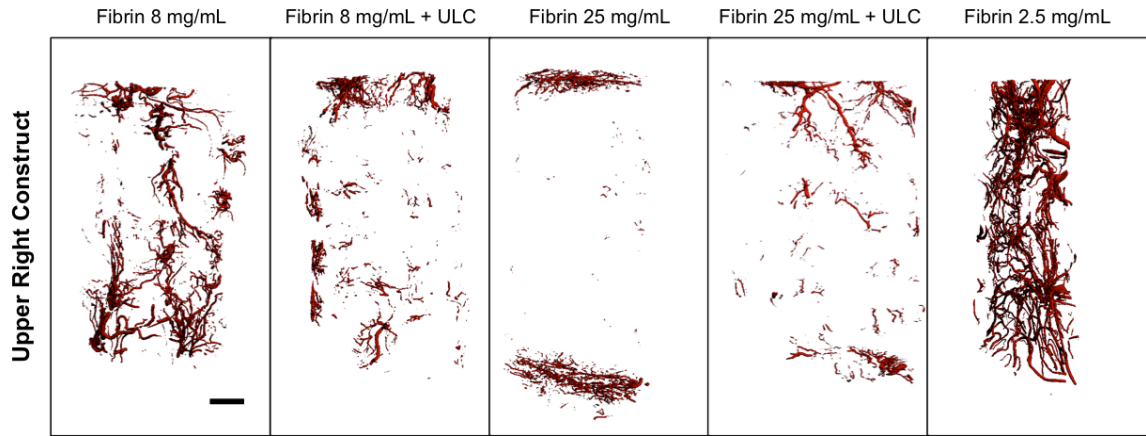 Fibrin 8 mg/mL
Fibrin 8 mg/mL + ULC
Fibrin 25 mg/mL
Fibrin 25 mg/mL + ULC
Fibrin 2.5 mg/mL
Upper Right Construct